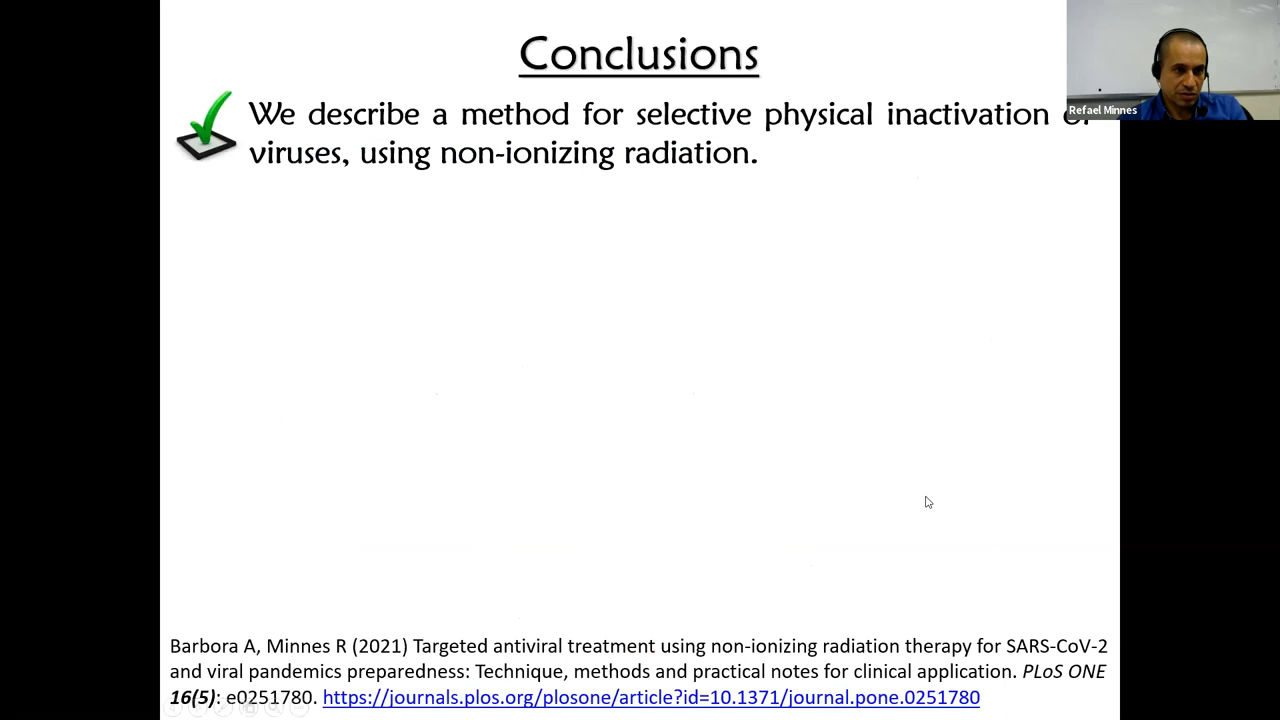 Conclusions
We describe a method for selective physical inactivation of
viruses, using non-ionizing radiation.
Refael Minnes
Barbora A, Minnes R (2021) Targeted antiviral treatment using non-ionizing radiation therapy for SARS-CoV-2
and viral pandemics preparedness: Technique, methods and practical notes for clinical application. PLoS ONE
16(5): e0251780. https://journals.plos.org/plosone/article?id=10.1371/journal.pone.0251780